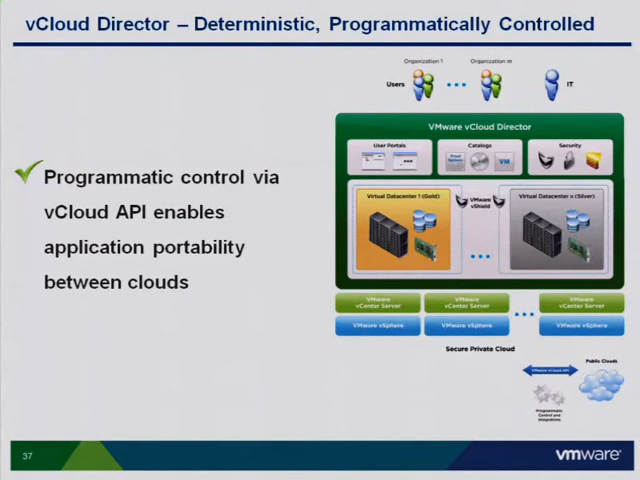 vCloud Director – Deterministic, Programmatically Controlled
Organization 1
Organization m
Users
IT
VMware vCloud Director
User Portals
Catalogs
Security
VM
Programmatic control via
vCloud API enables
application portability
between clouds
Virtual Datacenter 1 (Gold)
VMware
vShield
Virtual Datacenter n (Silver)
VMware
vCenter Server
VMware
vCenter Server
VMware
vCenter Server
VMware vSphere
VMware vSphere
VMware vSphere
Secure Private Cloud
Public Clouds
VMware vCloud API
Programmatic
Control and
Integrations
37
vmware